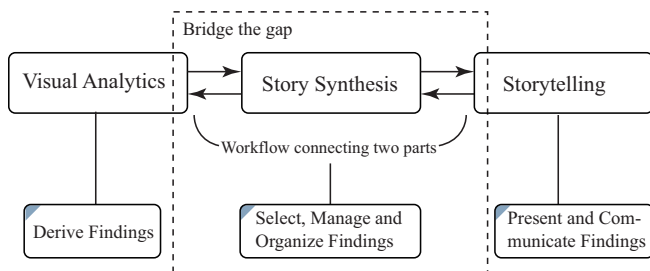 Bridge the gap
Visual Analytics
Story Synthesis
Storytelling
Workflow connecting two parts
Derive Findings
Select, Manage and
Organize Findings
Present and Com-
municate Findings